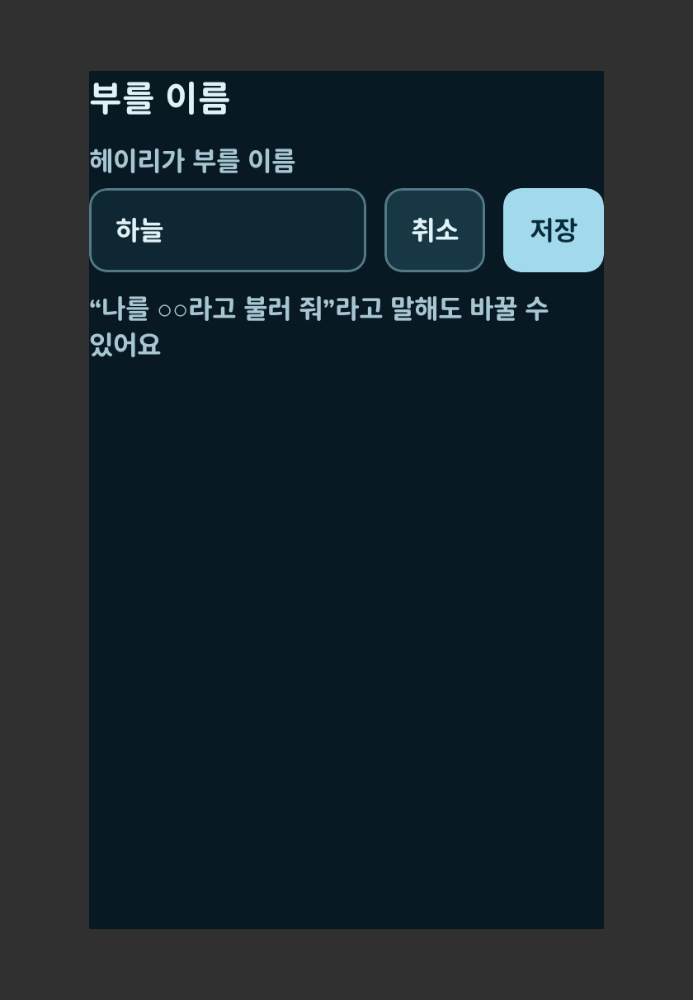 부를 이름
헤이리가 부를 이름
하늘
취소
저장
“나를 ○○라고 불러 줘”라고 말해도 바꿀 수
있어요